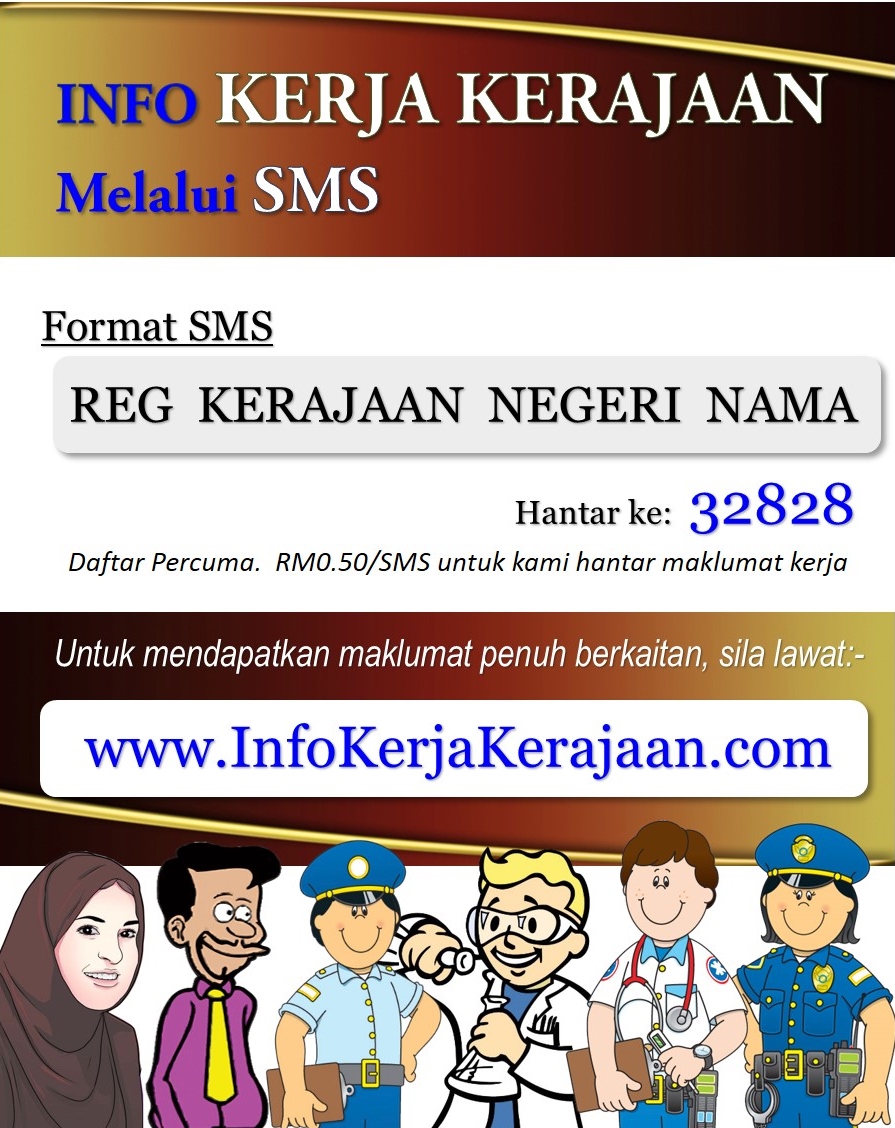 INFO KERJA KERAJAAN
Melalui SMS
Format SMS
REG KERAJAAN NEGERI NAMA
Hantar ke: 32828
Daftar Percuma. RM0.50/SMS untuk kami hantar maklumat kerja
Untuk mendapatkan maklumat penuh berkaitan, sila lawat:-
www.InfoKerjaKerajaan.com